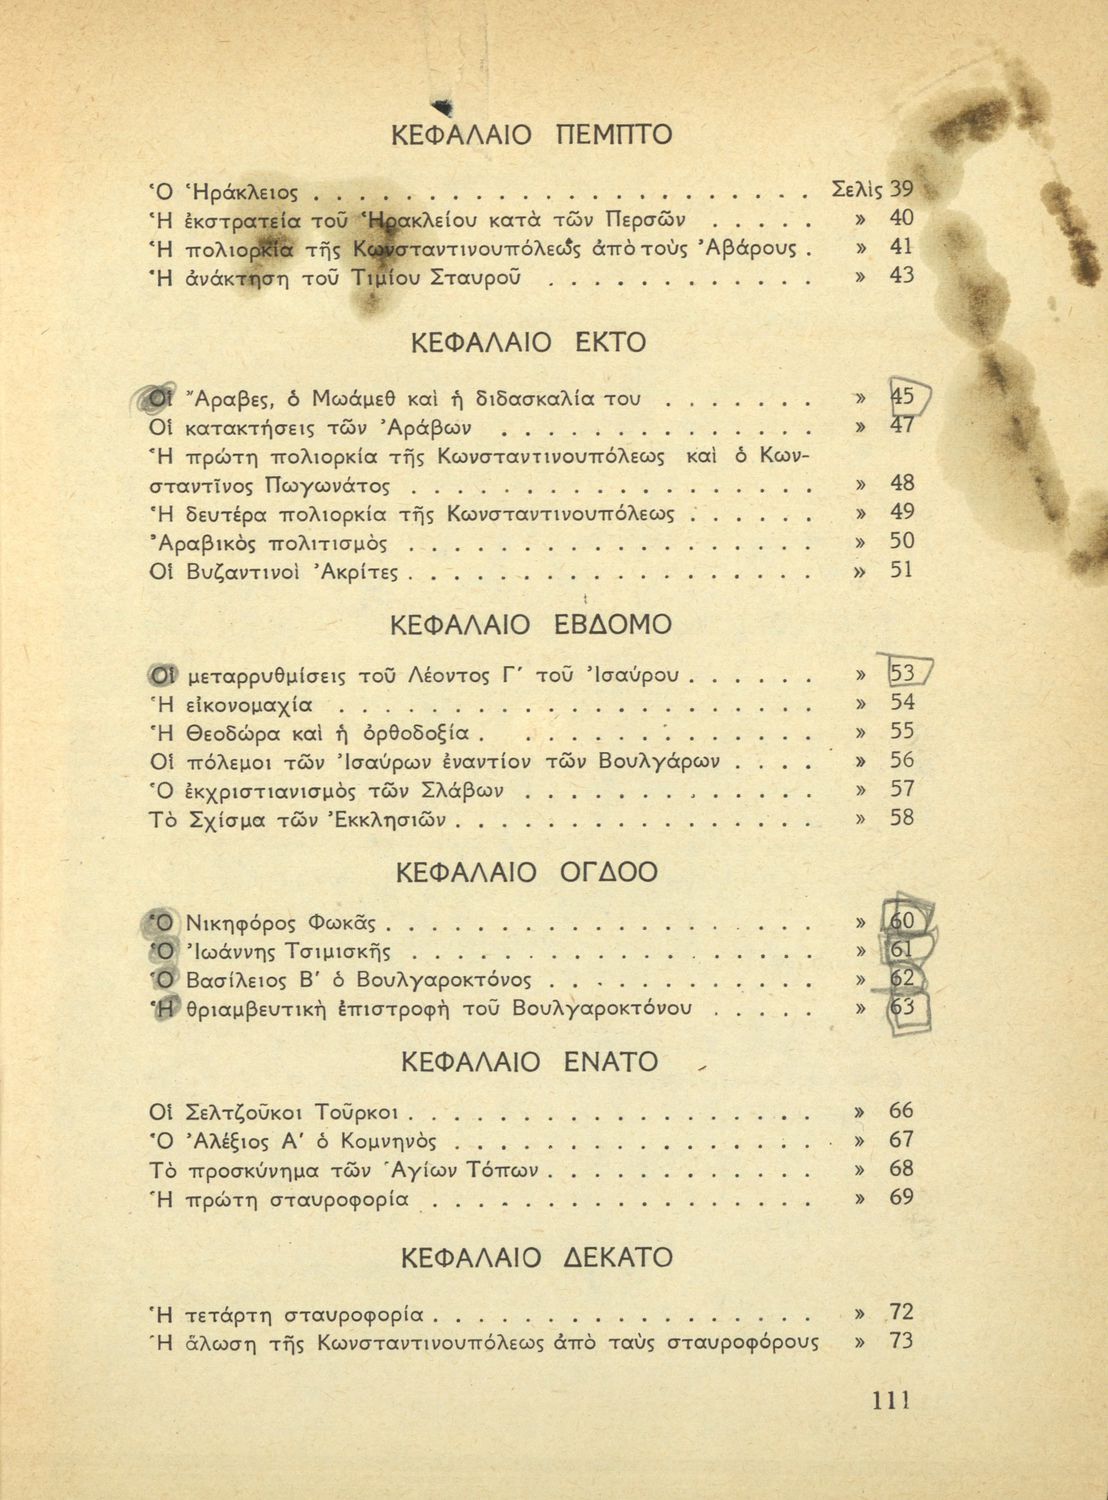 ΚΕΦΑΛΑΙΟ ΠΕΜΠΤΟ
Ὁ Ἡράκλειος . . . . . . . . . . . . . . . . . . . . . . Σελὶς 39
Ἡ ἐκστρατεία τοῦ Ἡρακλείου κατὰ τῶν Περσῶν . . . . . » 40
Ἡ πολιορκία τῆς Κωνσταντινουπόλεως ἀπὸ τοὺς Ἀβάρους . » 41
Ἡ ἀνάκτηση τοῦ Τιμίου Σταυροῦ . . . . . . . . . . . . » 43
ΚΕΦΑΛΑΙΟ ΕΚΤΟ
Οἱ Ἄραβες, ὁ Μωάμεθ καὶ ἡ διδασκαλία του . . . . . . . » 45
Οἱ κατακτήσεις τῶν Ἀράβων . . . . . . . . . . . . . . » 47
Ἡ πρώτη πολιορκία τῆς Κωνσταντινουπόλεως καὶ ὁ Κων-
σταντῖνος Πωγωνάτος . . . . . . . . . . . . . . . . . . » 48
Ἡ δευτέρα πολιορκία τῆς Κωνσταντινουπόλεως . . . . . . » 49
Ἀραβικὸς πολιτισμὸς . . . . . . . . . . . . . . . . . . » 50
Οἱ Βυζαντινοὶ Ἀκρίτες . . . . . . . . . . . . . . . . . . » 51
ΚΕΦΑΛΑΙΟ ΕΒΔΟΜΟ
Οἱ μεταρρυθμίσεις τοῦ Λέοντος Γ΄ τοῦ Ἰσαύρου . . . . . . » 53
Ἡ εἰκονομαχία . . . . . . . . . . . . . . . . . . . . . » 54
Ἡ Θεοδώρα καὶ ἡ ὀρθοδοξία . . . . . . . . . . . . . . » 55
Οἱ πόλεμοι τῶν Ἰσαύρων ἐναντίον τῶν Βουλγάρων . . . . » 56
Ὁ ἐκχριστιανισμὸς τῶν Σλάβων . . . . . . . . . . . . . » 57
Τὸ Σχίσμα τῶν Ἐκκλησιῶν . . . . . . . . . . . . . . . . » 58
ΚΕΦΑΛΑΙΟ ΟΓΔΟΟ
Ὁ Νικηφόρος Φωκᾶς . . . . . . . . . . . . . . . . . . . » 60
Ὁ Ἰωάννης Τσιμισκῆς . . . . . . . . . . . . . . . . . . » 61
Ὁ Βασίλειος Β΄ ὁ Βουλγαροκτόνος . . . . . . . . . . . . » 62
Ἡ θριαμβευτικὴ ἐπιστροφὴ τοῦ Βουλγαροκτόνου . . . . . » 63
ΚΕΦΑΛΑΙΟ ΕΝΑΤΟ
Οἱ Σελτζοῦκοι Τοῦρκοι . . . . . . . . . . . . . . . . . . » 66
Ὁ Ἀλέξιος Α΄ ὁ Κομνηνὸς . . . . . . . . . . . . . . . . » 67
Τὸ προσκύνημα τῶν Ἁγίων Τόπων . . . . . . . . . . . . » 68
Ἡ πρώτη σταυροφορία . . . . . . . . . . . . . . . . . » 69
ΚΕΦΑΛΑΙΟ ΔΕΚΑΤΟ
Ἡ τετάρτη σταυροφορία . . . . . . . . . . . . . . . . . » 72
Ἡ ἅλωση τῆς Κωνσταντινουπόλεως ἀπὸ ταὺς σταυροφόρους » 73
111